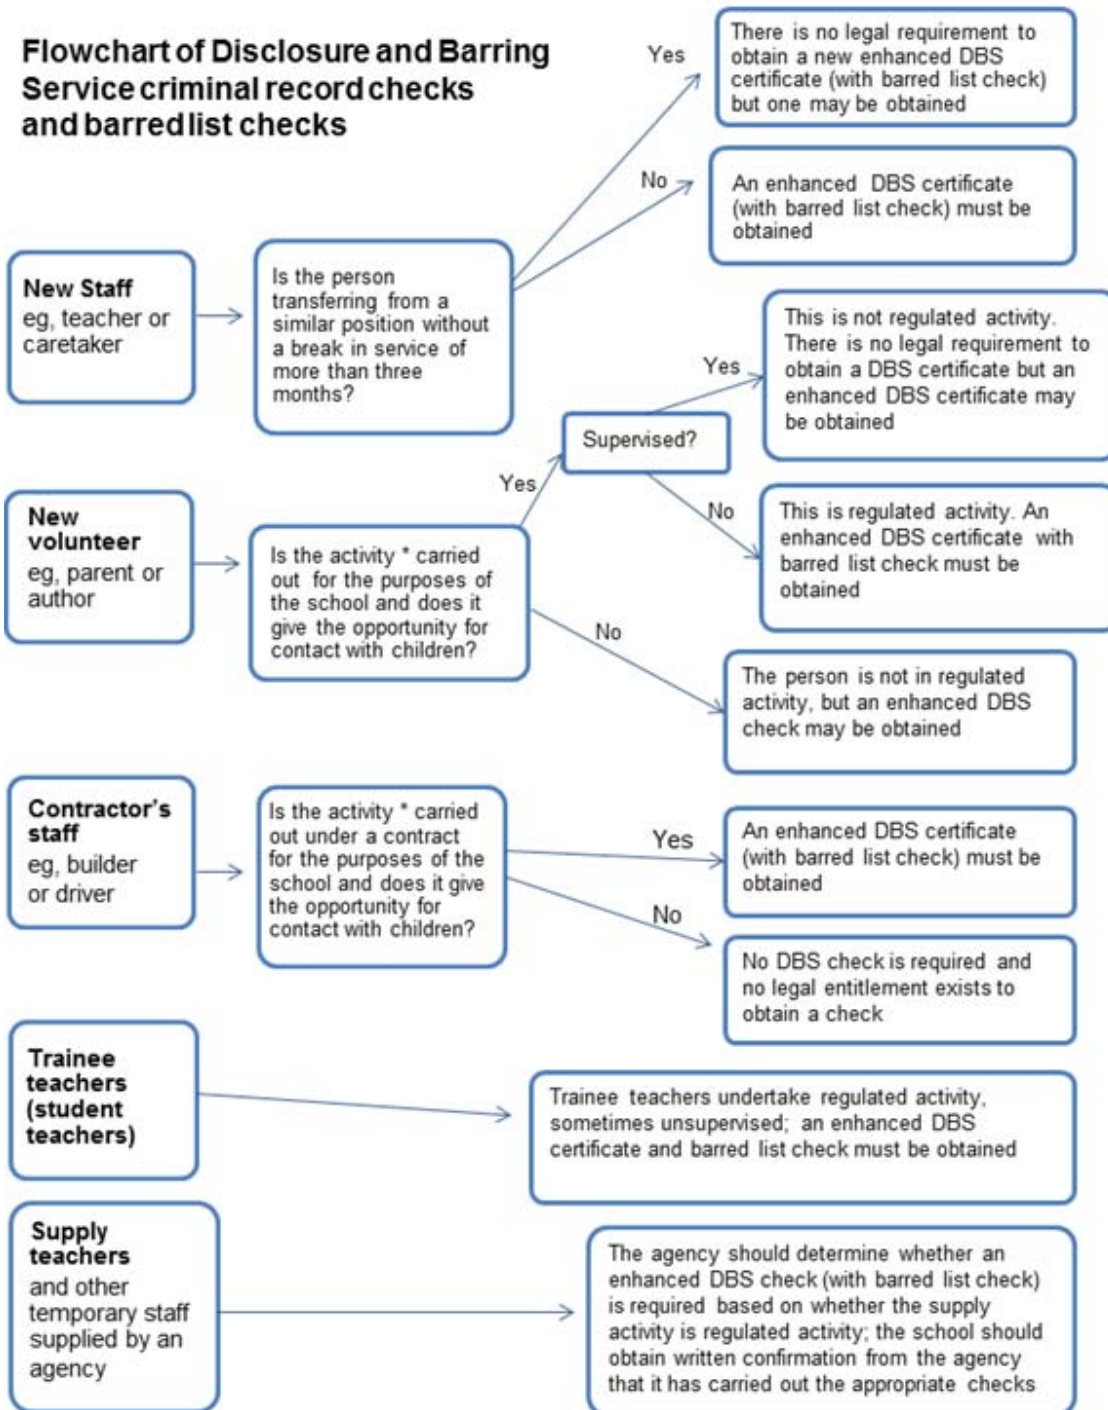 Flowchart of Disclosure and Barring
Service criminal record checks
and barred list checks
New Staff
eg, teacher or
caretaker
Is the person
transferring from a
similar position without
a break in service of
more than three
months?
Yes
There is no legal requirement to
obtain a new enhanced DBS
certificate (with barred list check)
but one may be obtained
No
An enhanced DBS certificate
(with barred list check) must be
obtained
New
volunteer
eg, parent or
author
Is the activity * carried
out for the purposes of
the school and does it
give the opportunity for
contact with children?
Yes
Supervised?
Yes
This is not regulated activity.
There is no legal requirement to
obtain a DBS certificate but an
enhanced DBS certificate may
be obtained
No
This is regulated activity. An
enhanced DBS certificate with
barred list check must be
obtained
No
The person is not in regulated
activity, but an enhanced DBS
check may be obtained
Contractor's
staff
eg, builder
or driver
Is the activity * carried
out under a contract
for the purposes of the
school and does it give
the opportunity for
contact with children?
Yes
An enhanced DBS certificate
(with barred list check) must be
obtained
No
No DBS check is required and
no legal entitlement exists to
obtain a check
Trainee
teachers
(student
teachers)
Trainee teachers undertake regulated activity,
sometimes unsupervised; an enhanced DBS
certificate and barred list check must be obtained
Supply
teachers
and other
temporary staff
supplied by an
agency
The agency should determine whether an
enhanced DBS check (with barred list check)
is required based on whether the supply
activity is regulated activity; the school should
obtain written confirmation from the agency
that it has carried out the appropriate checks